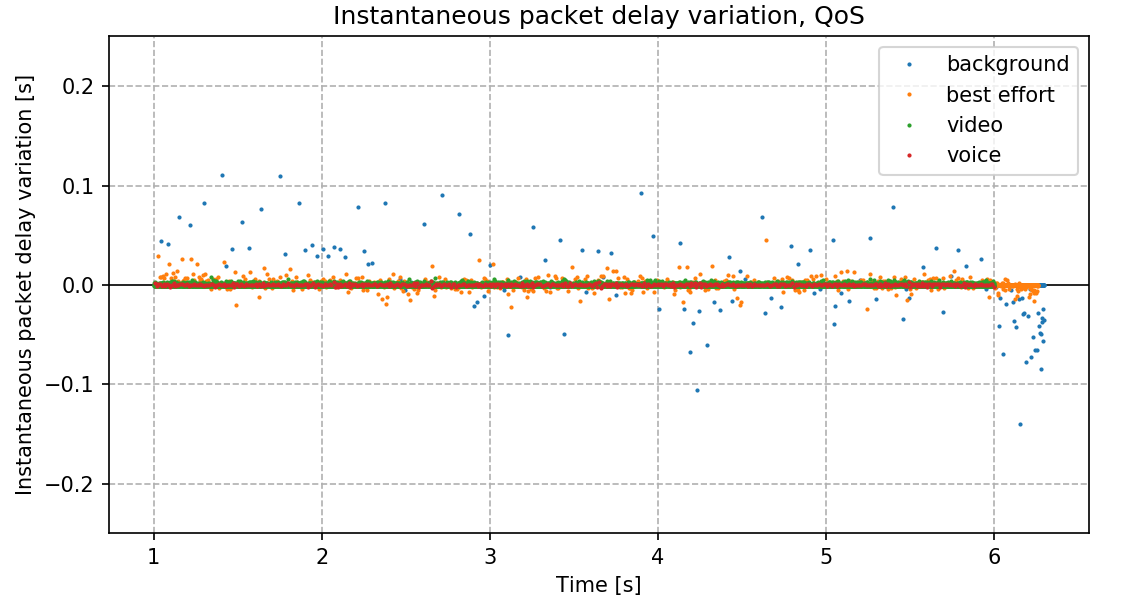 Instantaneous packet delay variation, QoS
Instantaneous packet delay variation [s]
0.2
0.1
0.0
−0.1
−0.2
background
best effort
video
voice
1 2 3 4 5 6
Time [s]